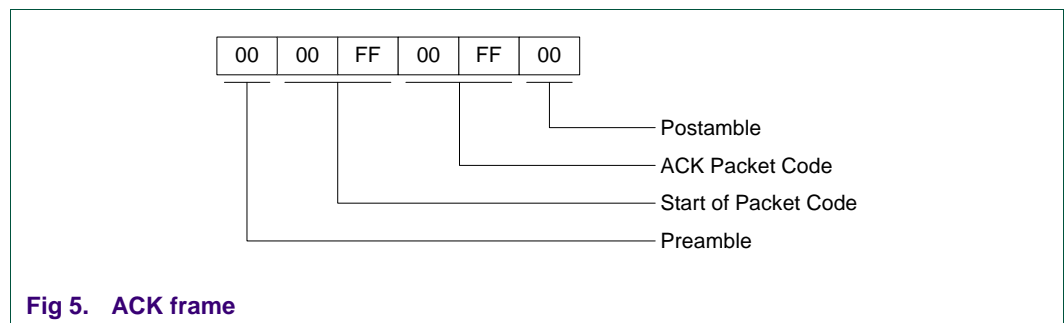 00 00 FF 00 FF 00
Postamble
ACK Packet Code
Start of Packet Code
Preamble
Fig 5. ACK frame